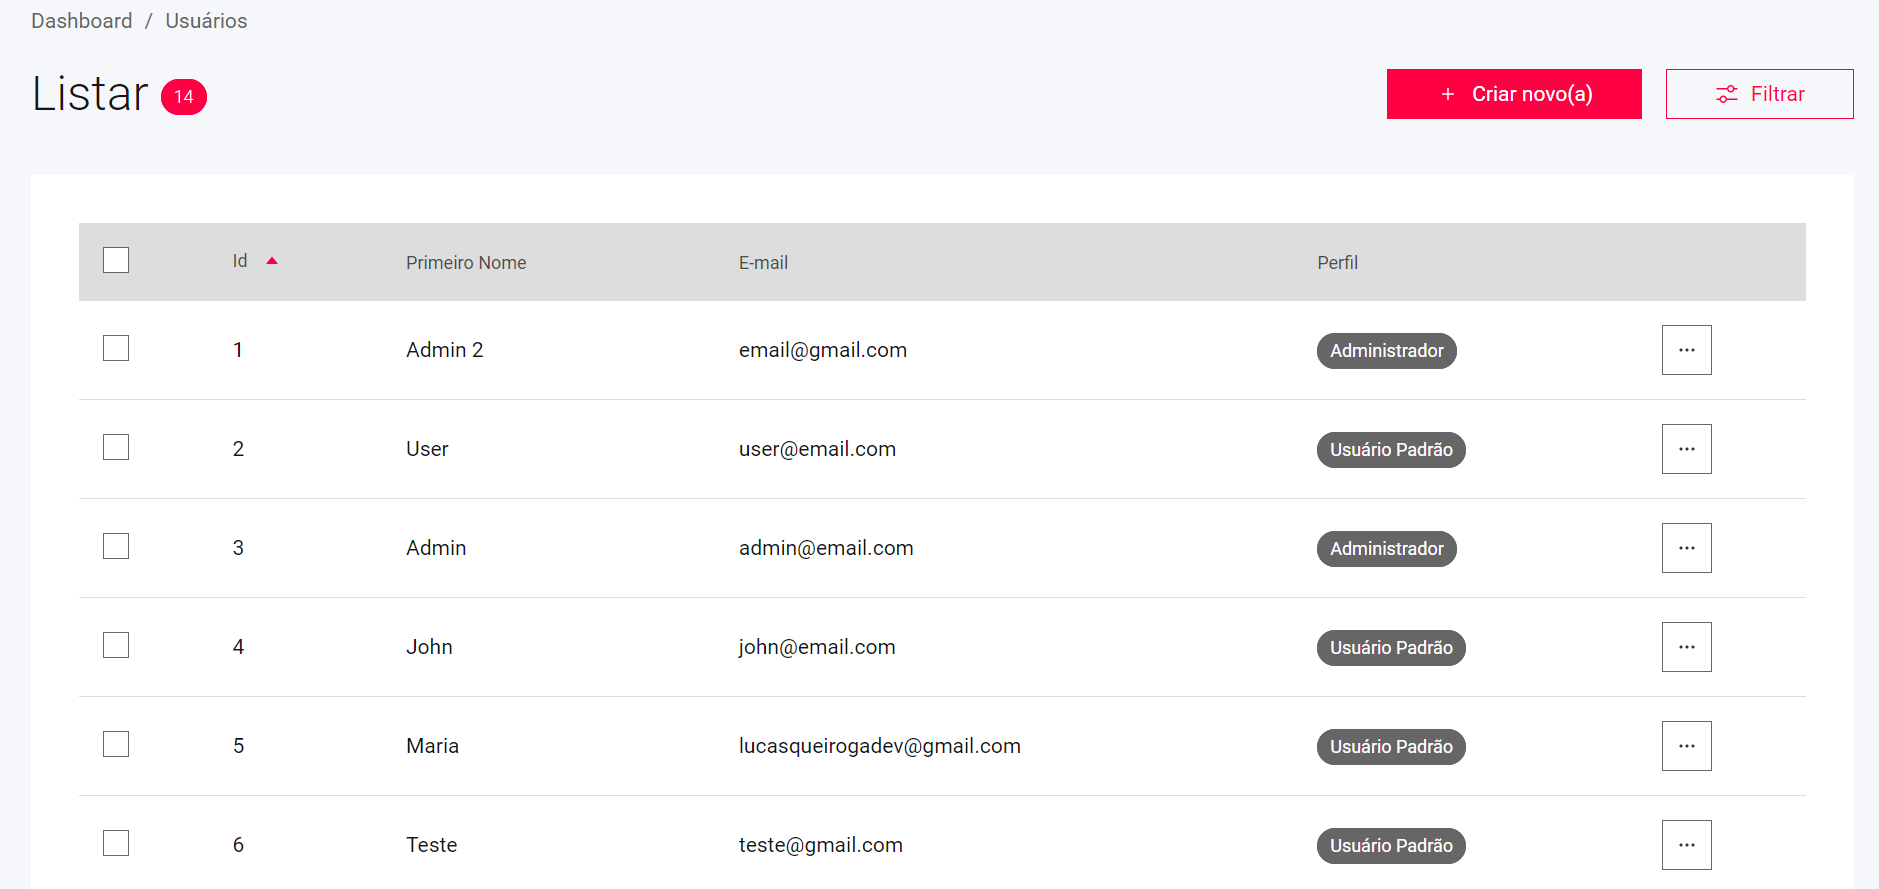 Dashboard / Usuários
Listar 14
+ Criar novo(a) Filtrar
Id Primeiro Nome E-mail Perfil
1 Admin 2 email@gmail.com Administrador ...
2 User user@email.com Usuário Padrão ...
3 Admin admin@email.com Administrador ...
4 John john@email.com Usuário Padrão ...
5 Maria lucasqueirogadev@gmail.com Usuário Padrão ...
6 Teste teste@gmail.com Usuário Padrão ...